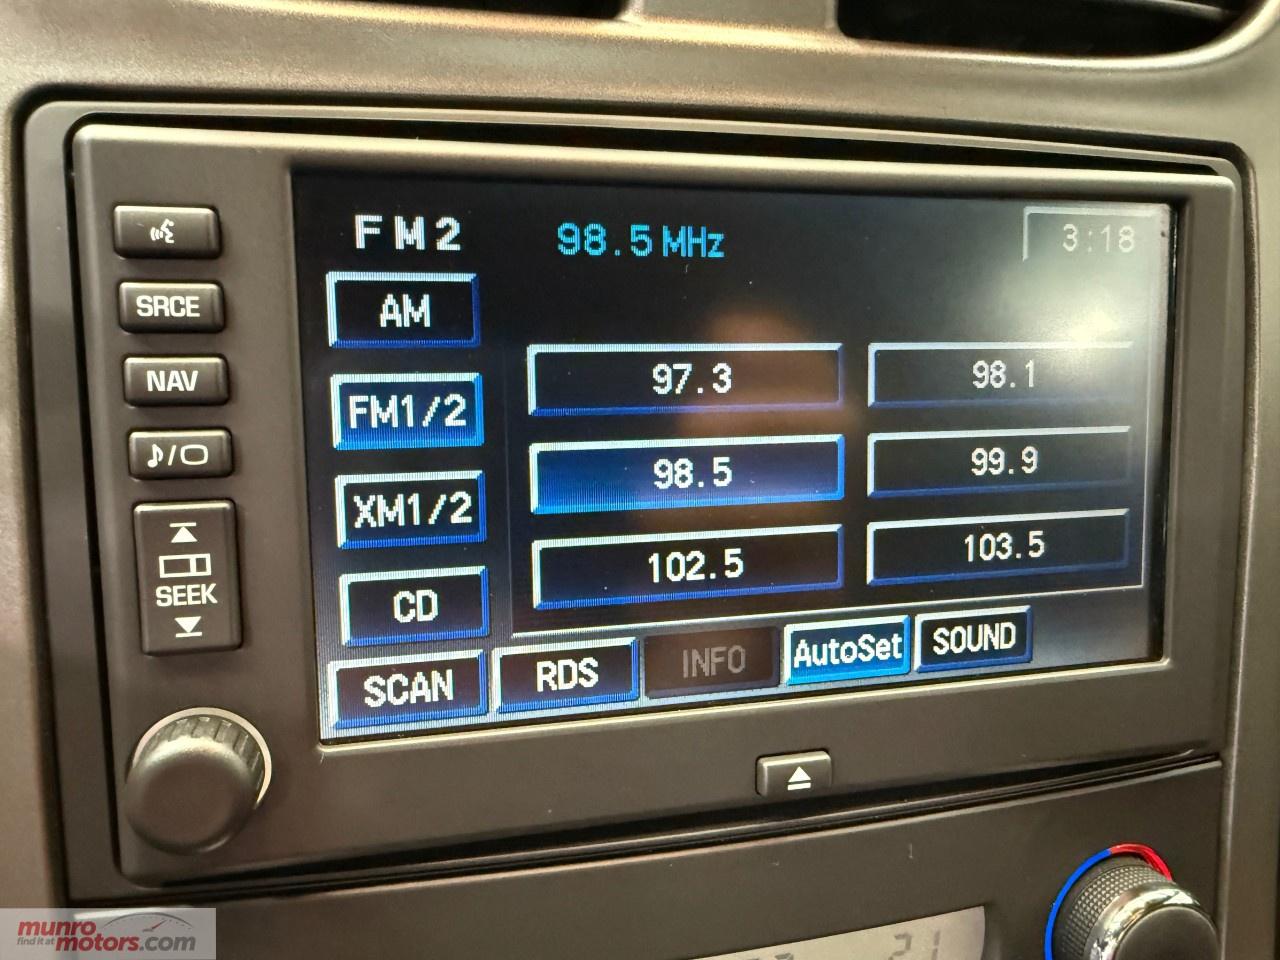 FM2 98.5 MHz 3:18
AM
FM1/2
XM1/2
CD
97.3 98.1
98.5 99.9
102.5 103.5
SCAN RDS INFO AutoSet SOUND
SRCE
NAV
SEEK
21
munro
find it at motors.com